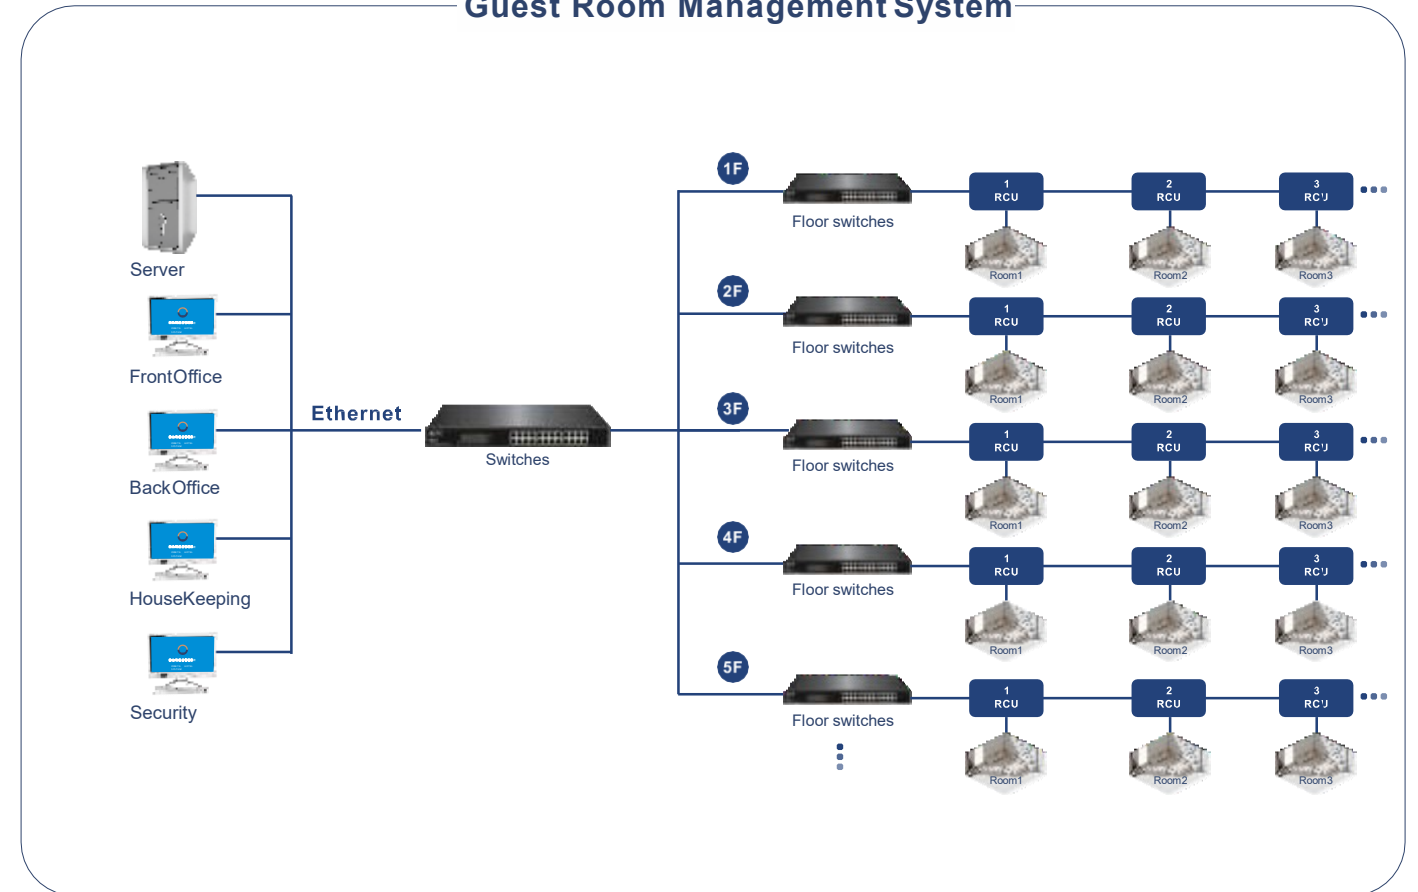 Guest Room Management System
Server
FrontOffice
BackOffice
HouseKeeping
Security
Ethernet
Switches
1F
Floor switches
1
RCU
2
RCU
3
RCU
Room1
Room2
Room3
2F
Floor switches
1
RCU
2
RCU
3
RCU
Room1
Room2
Room3
3F
Floor switches
1
RCU
2
RCU
3
RCU
Room1
Room2
Room3
4F
Floor switches
1
RCU
2
RCU
3
RCU
Room1
Room2
Room3
5F
Floor switches
1
RCU
2
RCU
3
RCU
Room1
Room2
Room3